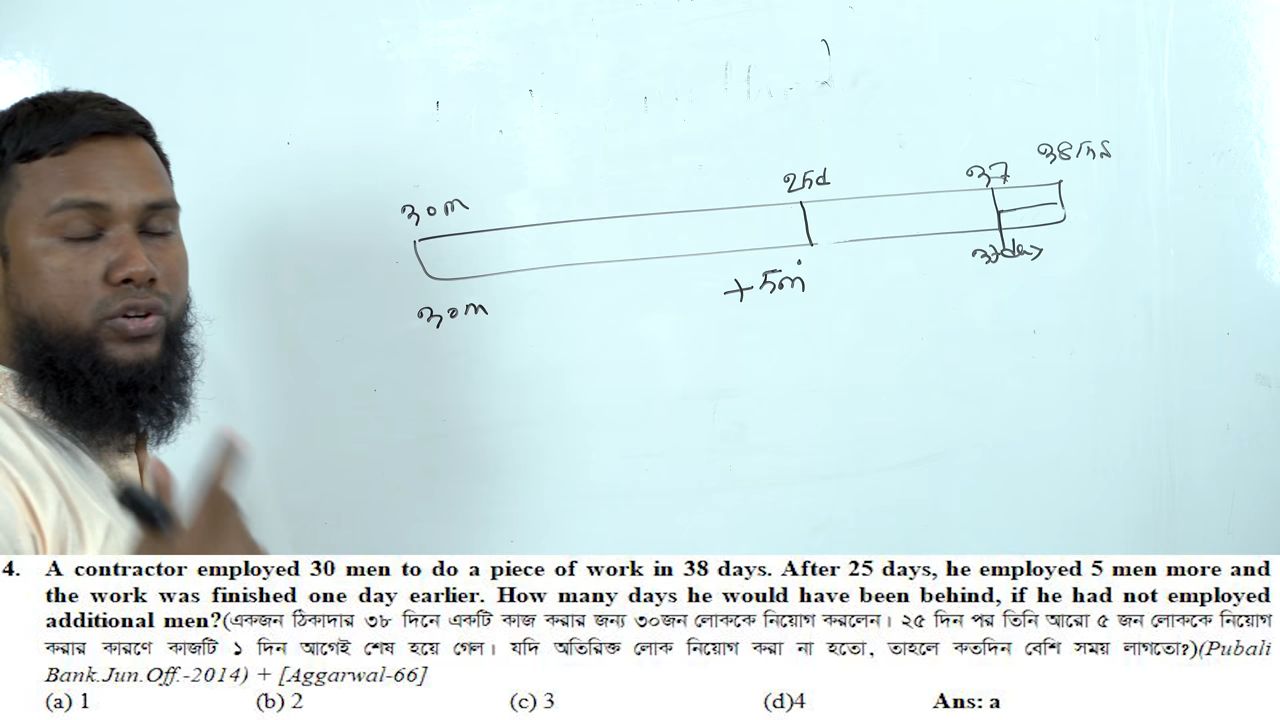 30m
25d
37
38দিন
30m
+5m
37day
4. A contractor employed 30 men to do a piece of work in 38 days. After 25 days, he employed 5 men more and
the work was finished one day earlier. How many days he would have been behind, if he had not employed
additional men?(একজন ঠিকাদার ৩৮ দিনে একটি কাজ করার জন্য ৩০জন লোককে নিয়োগ করলেন। ২৫ দিন পর তিনি আরো ৫ জন লোককে নিয়োগ
করার কারণে কাজটি ১ দিন আগেই শেষ হয়ে গেল। যদি অতিরিক্ত লোক নিয়োগ করা না হতো, তাহলে কতদিন বেশি সময় লাগতো?)(Pubali
Bank.Jun.Off.-2014) + [Aggarwal-66]
(a) 1 (b) 2 (c) 3 (d)4 Ans: a